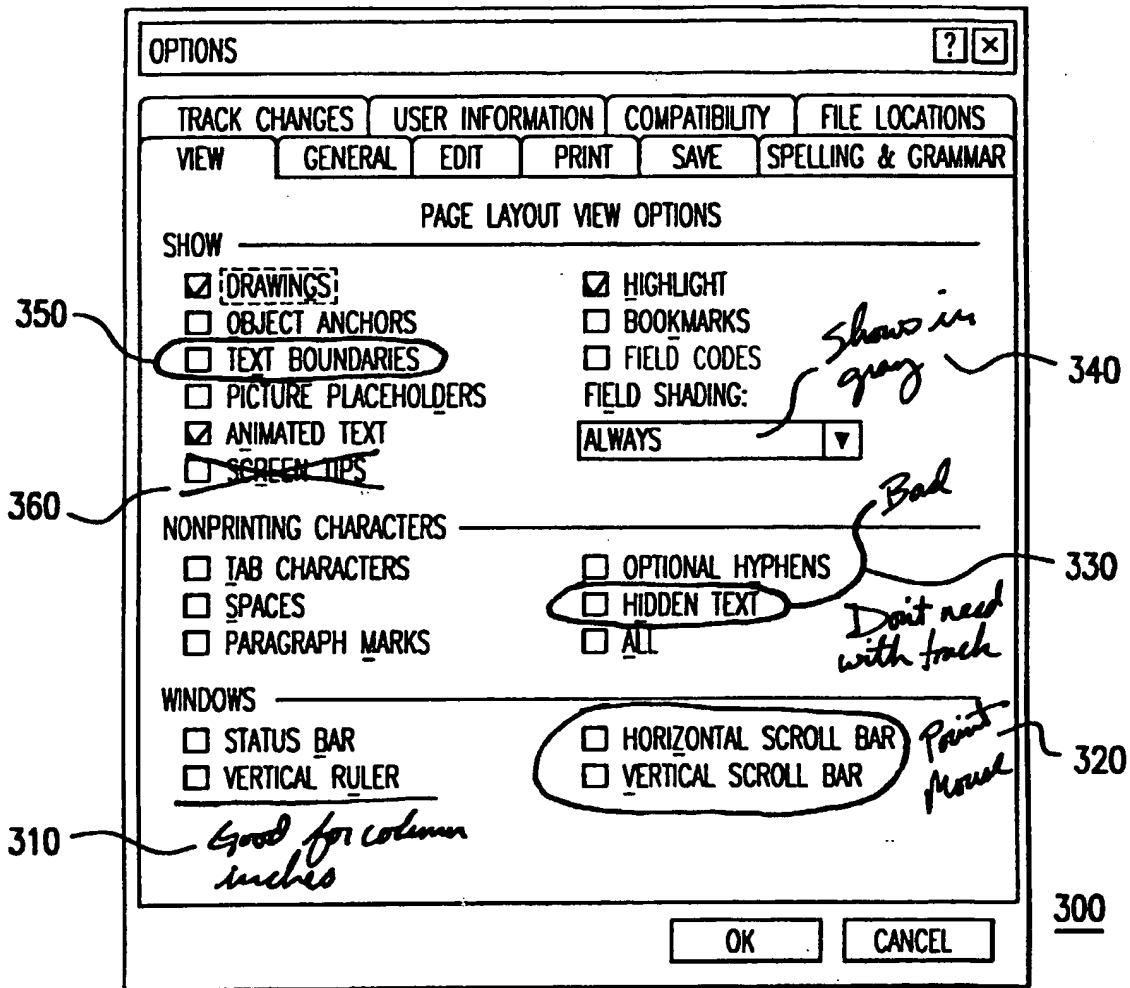 OPTIONS ? ×
TRACK CHANGES USER INFORMATION COMPATIBILITY FILE LOCATIONS
VIEW GENERAL EDIT PRINT SAVE SPELLING & GRAMMAR
PAGE LAYOUT VIEW OPTIONS
SHOW
DRAWINGS
OBJECT ANCHORS
350
TEXT BOUNDARIES
PICTURE PLACEHOLDERS
ANIMATED TEXT
SCREEN TIPS
360
HIGHLIGHT
BOOKMARKS
FIELD CODES
FIELD SHADING:
ALWAYS
Shows in
gray
340
NONPRINTING CHARACTERS
TAB CHARACTERS
SPACES
PARAGRAPH MARKS
OPTIONAL HYPHENS
HIDDEN TEXT
ALL
Bad
330
Don't need
with track
WINDOWS
STATUS BAR
VERTICAL RULER
HORIZONTAL SCROLL BAR
VERTICAL SCROLL BAR
Point
Mouse
320
310
Good for column
inches
300
OK CANCEL